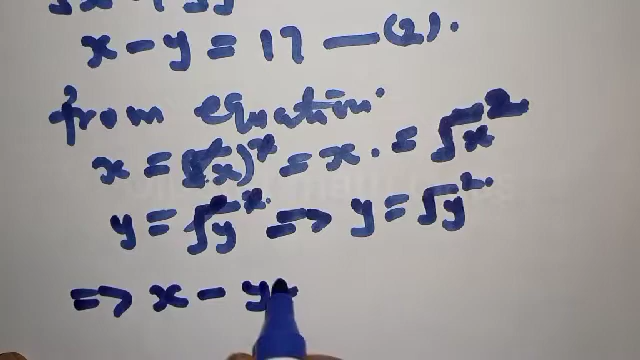 x - y = 17 — (2).
from equation
x = (√x)² = x. = √x²
y = √y² ⇒ y = √y²
⇒ x - y